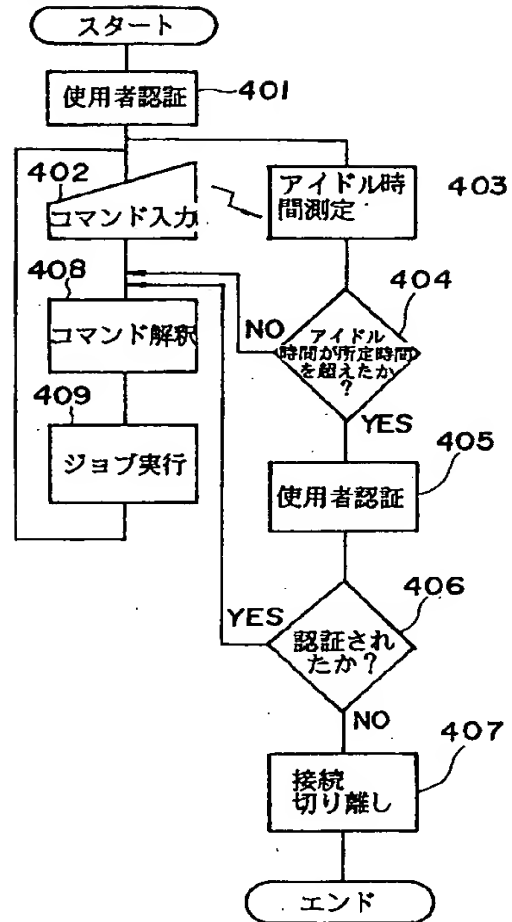 スタート
使用者認証
401
402
コマンド入力
アイドル時
間測定
403
408
コマンド解釈
409
ジョブ実行
404
NO
アイドル
時間が所定時間
を超えたか
?
YES
405
使用者認証
406
YES
認証され
たか?
NO
407
接続
切り離し
エンド